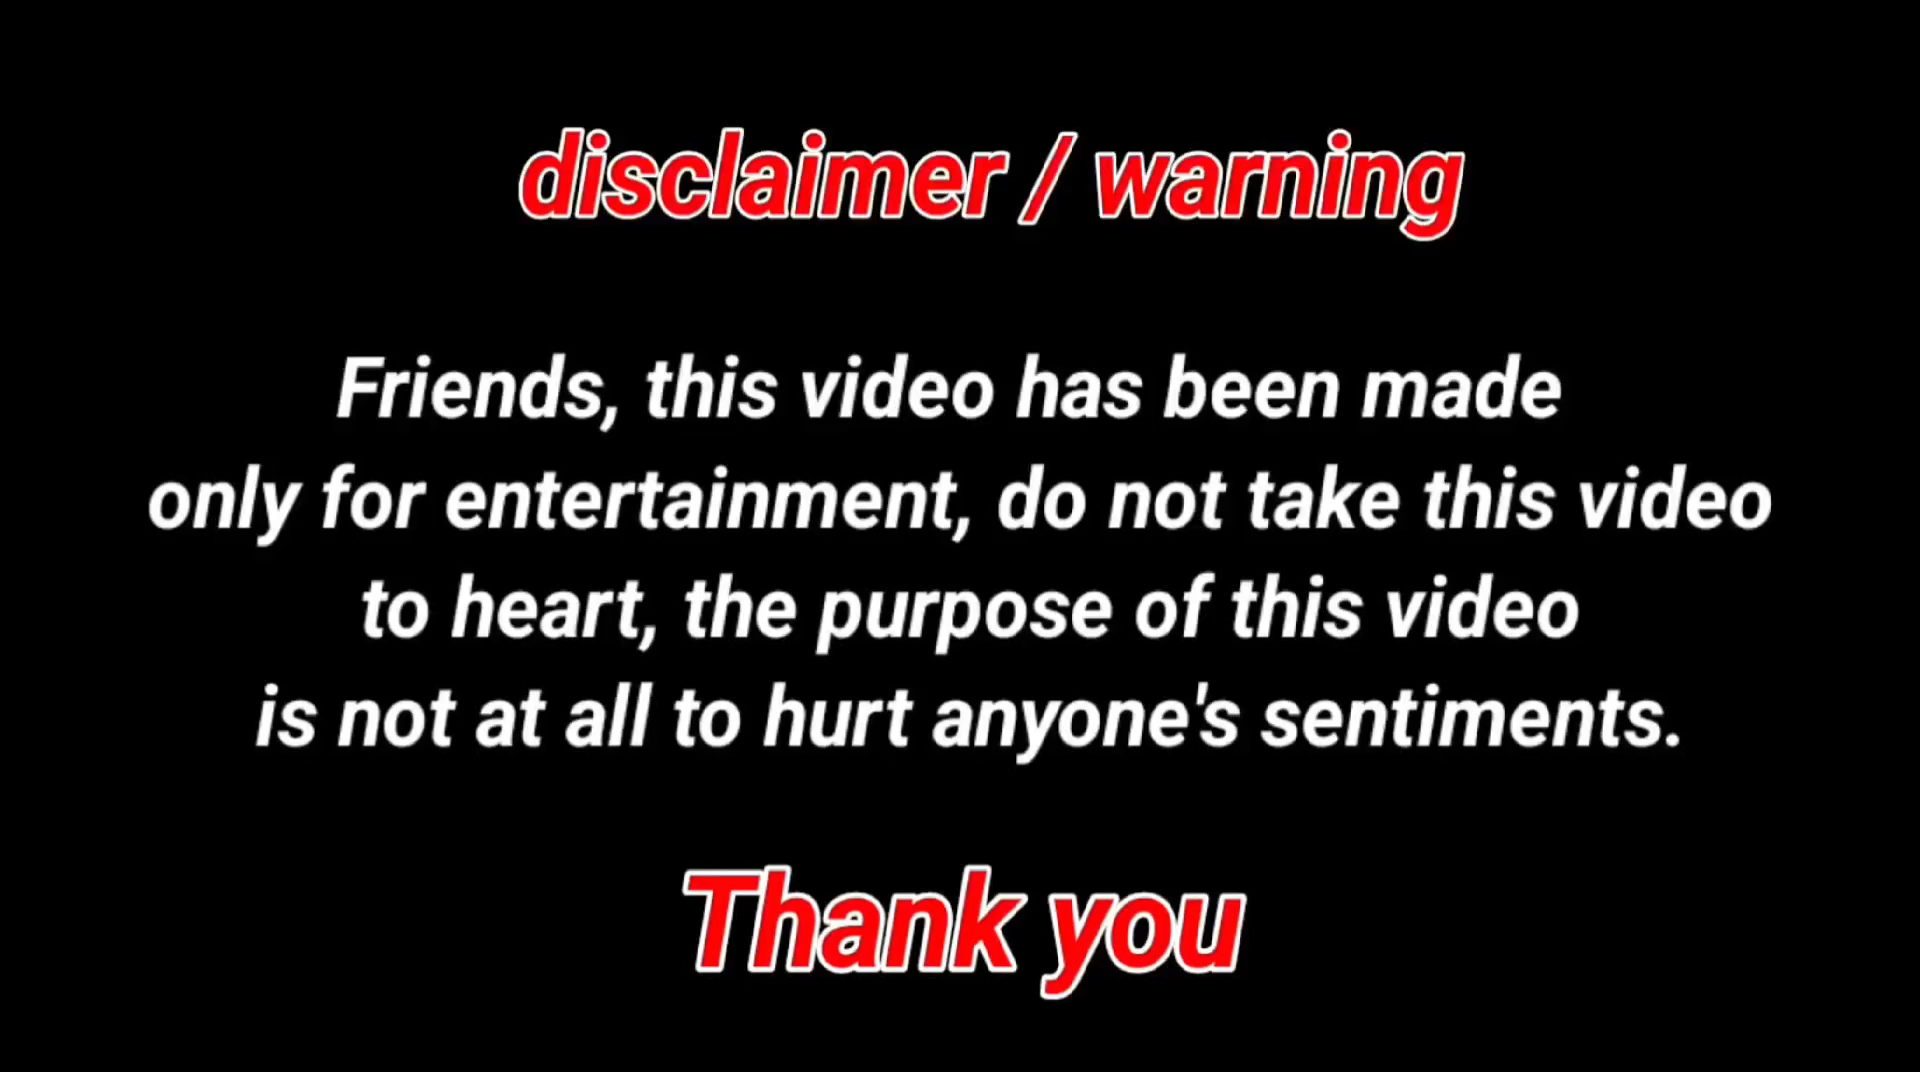 disclaimer / warning
Friends, this video has been made
only for entertainment, do not take this video
to heart, the purpose of this video
is not at all to hurt anyone's sentiments.
Thank you